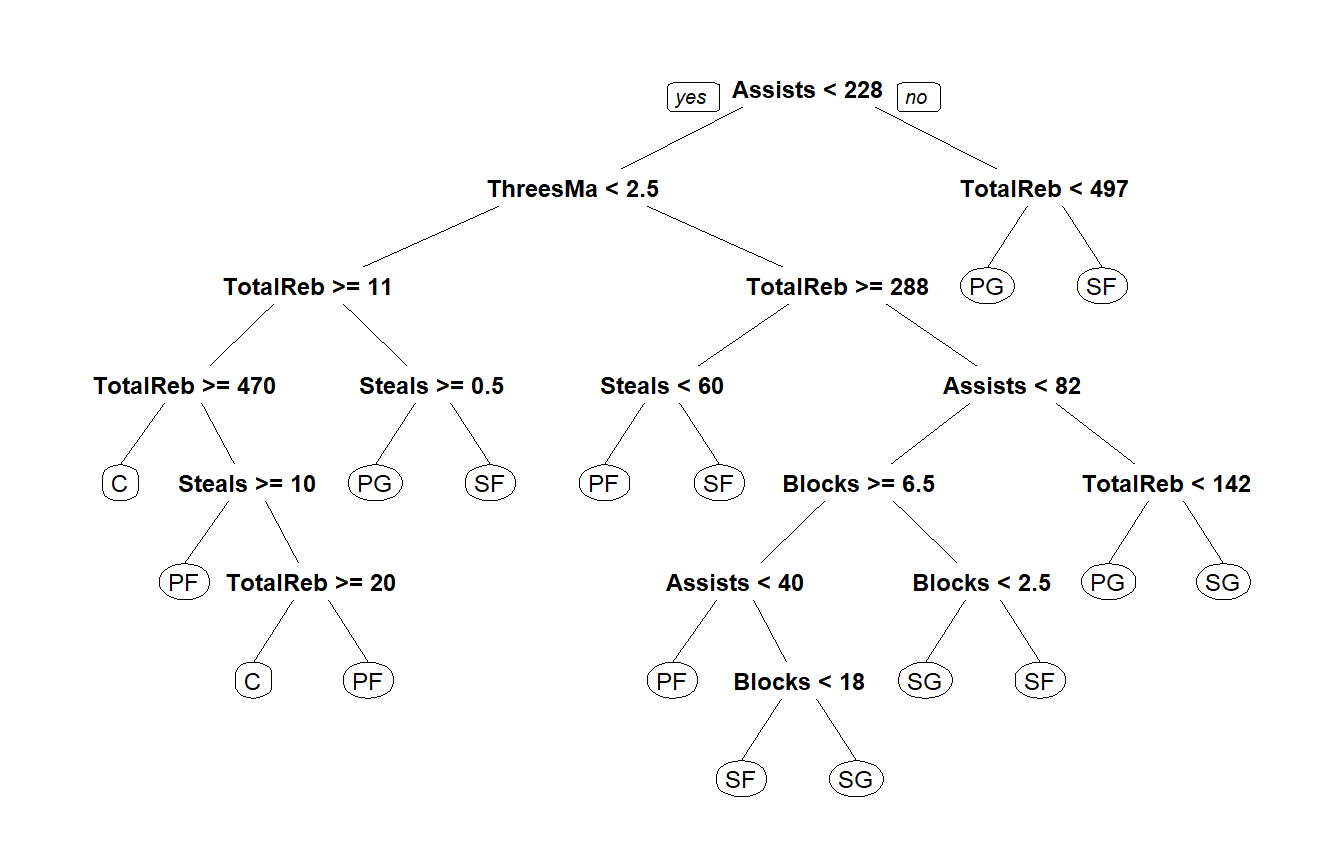 yes Assists < 228 no
ThreesMa < 2.5 TotalReb < 497
TotalReb >= 11 TotalReb >= 288 PG SF
TotalReb >= 470 Steals >= 0.5 Steals < 60 Assists < 82
C Steals >= 10 PG SF PF SF Blocks >= 6.5 TotalReb < 142
PF TotalReb >= 20 Assists < 40 Blocks < 2.5 PG SG
C PF PF Blocks < 18 SG SF
SF SG